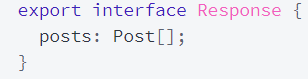 export interface Response {
  posts: Post[];
}